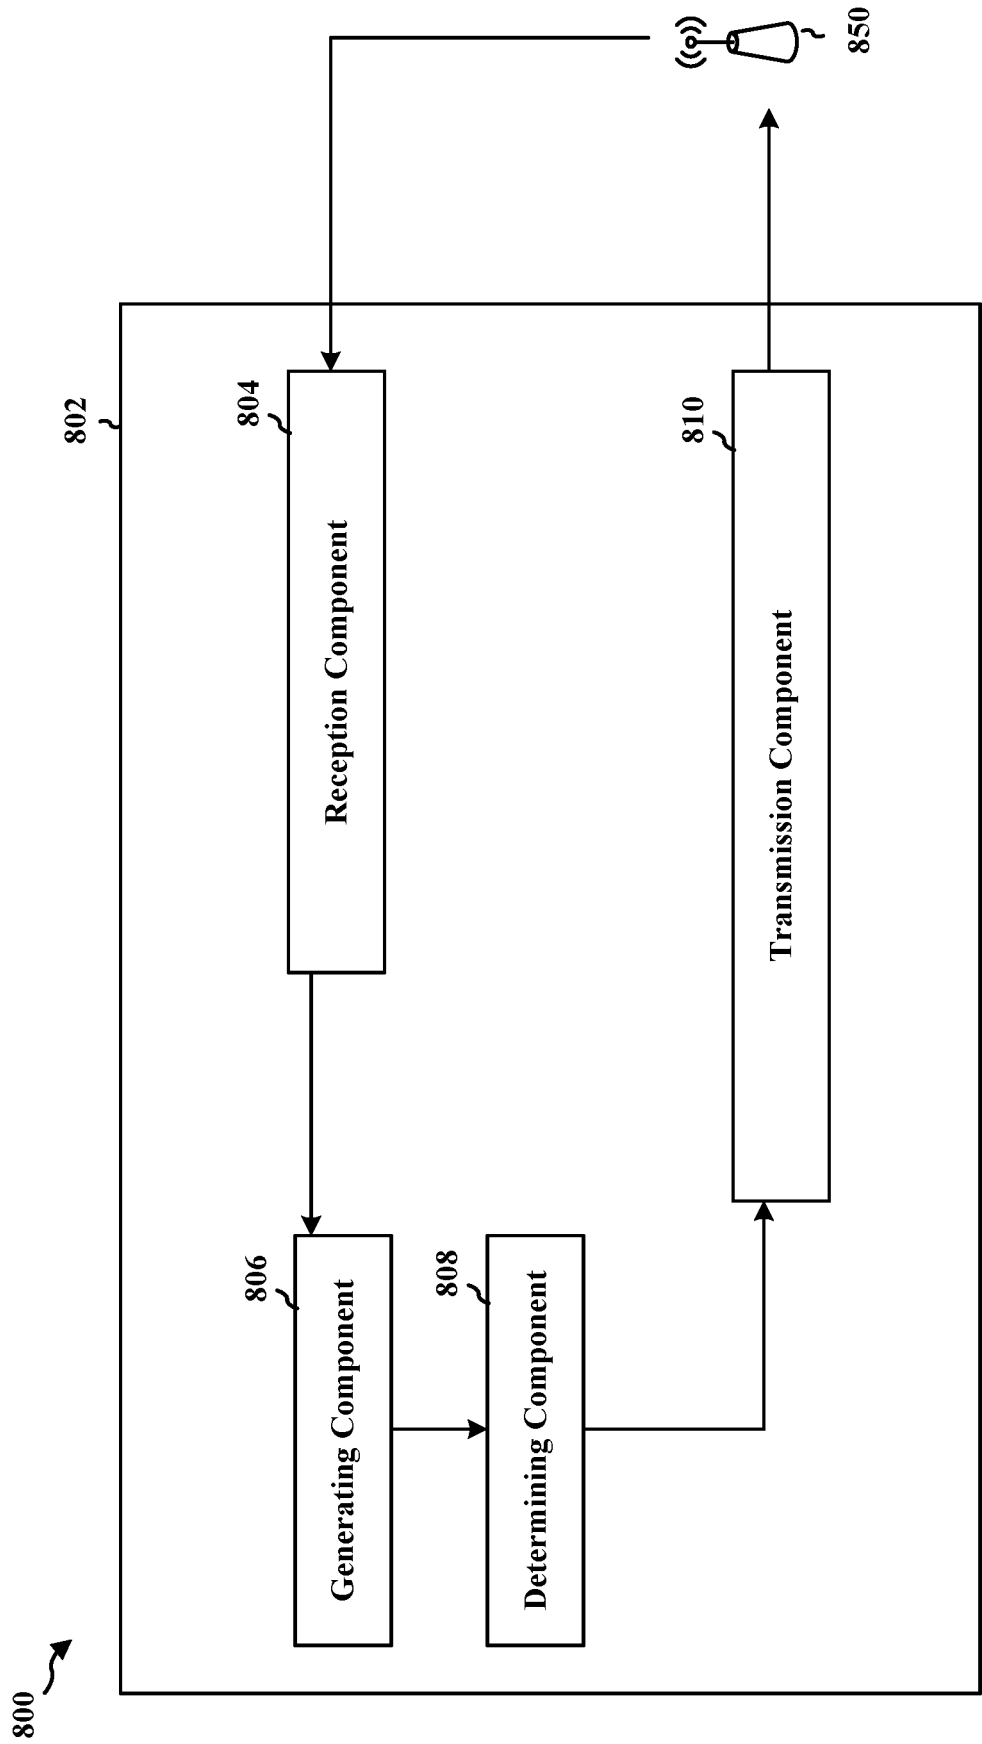 800
802
804
Reception Component
806
Generating Component
808
Determining Component
810
Transmission Component
850